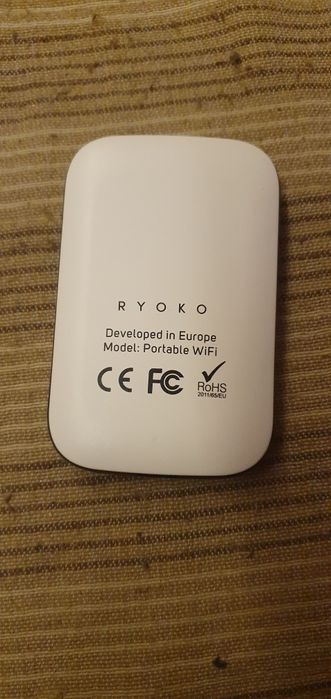 RYOKO
Developed in Europe
Model: Portable WiFi
CE FC RoHS
2011/65/EU